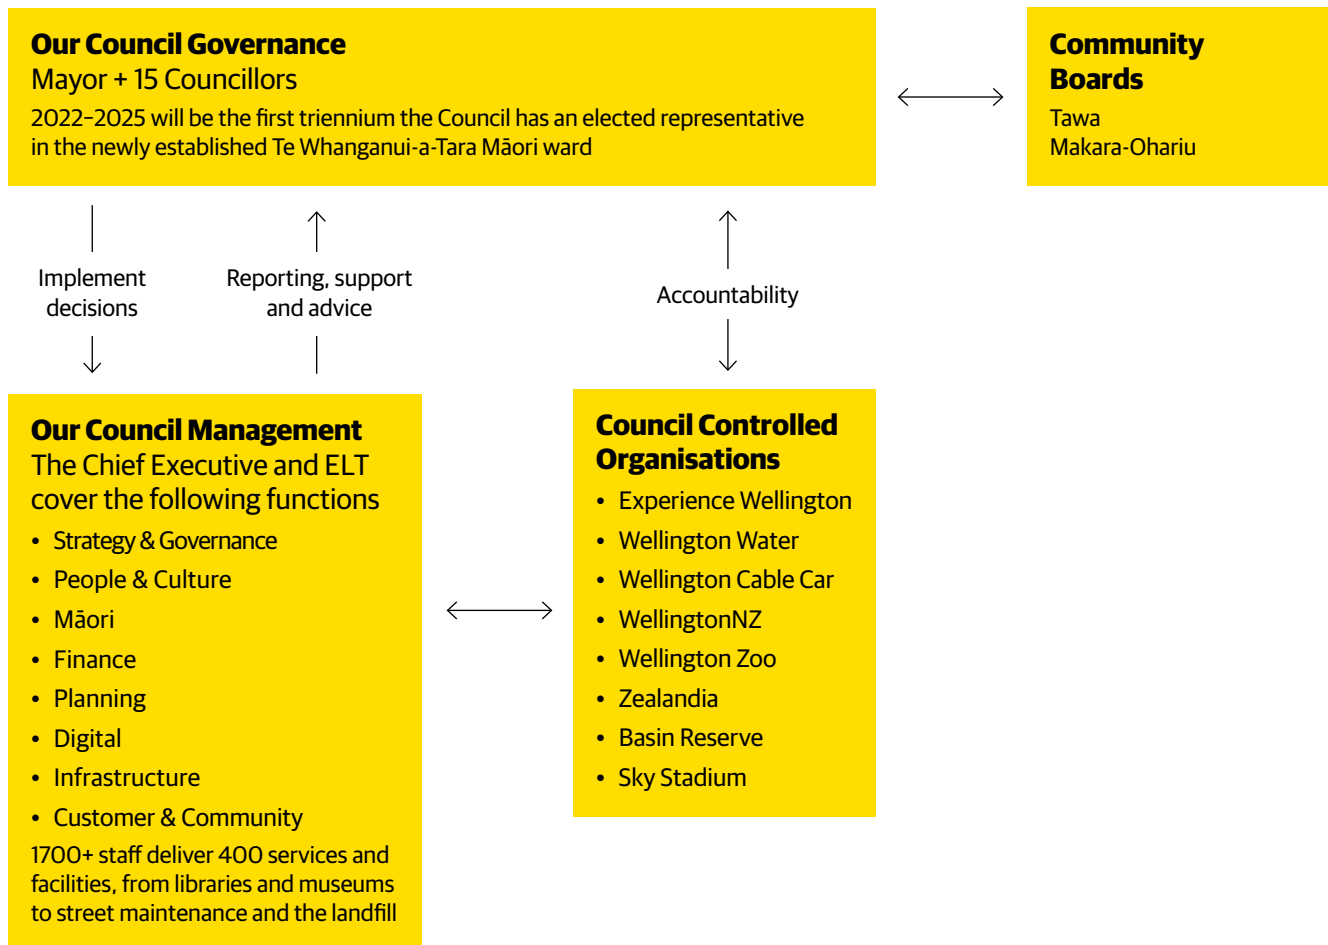 Our Council Governance
Mayor + 15 Councillors
2022–2025 will be the first triennium the Council has an elected representative
in the newly established Te Whanganui-a-Tara Māori ward
Community
Boards
Tawa
Makara-Ohariu
Implement
decisions
Reporting, support
and advice
Accountability
Our Council Management
The Chief Executive and ELT
cover the following functions
• Strategy & Governance
• People & Culture
• Māori
• Finance
• Planning
• Digital
• Infrastructure
• Customer & Community
1700+ staff deliver 400 services and
facilities, from libraries and museums
to street maintenance and the landfill
Council Controlled
Organisations
• Experience Wellington
• Wellington Water
• Wellington Cable Car
• WellingtonNZ
• Wellington Zoo
• Zealandia
• Basin Reserve
• Sky Stadium